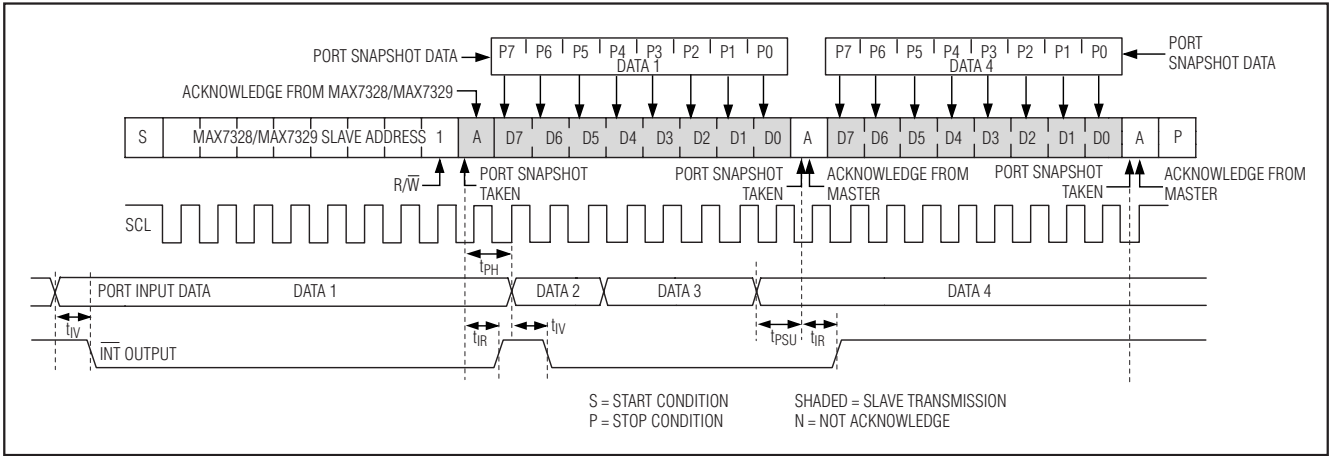 PORT SNAPSHOT DATA
P7 P6 P5 P4 P3 P2 P1 P0
DATA 1
P7 P6 P5 P4 P3 P2 P1 P0
DATA 4
PORT
SNAPSHOT DATA
ACKNOWLEDGE FROM MAX7328/MAX7329
S MAX7328/MAX7329 SLAVE ADDRESS 1 A D7 D6 D5 D4 D3 D2 D1 D0 A D7 D6 D5 D4 D3 D2 D1 D0 A P
R/W̅
PORT SNAPSHOT
TAKEN
PORT SNAPSHOT
TAKEN
ACKNOWLEDGE FROM
MASTER
PORT SNAPSHOT
TAKEN
ACKNOWLEDGE FROM
MASTER
SCL
tPH
PORT INPUT DATA DATA 1 DATA 2 DATA 3 DATA 4
tIV tIR tIV tPSU tIR
I̅N̅T̅ OUTPUT
S = START CONDITION SHADED = SLAVE TRANSMISSION
P = STOP CONDITION N = NOT ACKNOWLEDGE